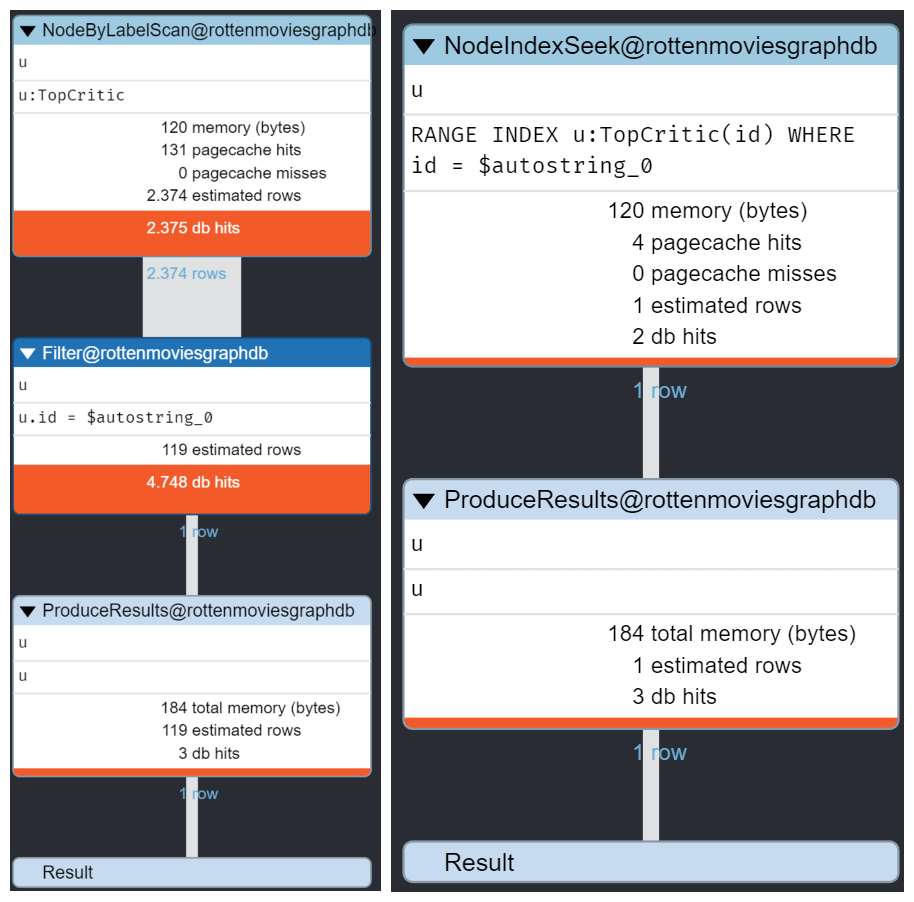 NodeByLabelScan@rottenmoviesgraphdb
u
u:TopCritic
120 memory (bytes)
131 pagecache hits
0 pagecache misses
2.374 estimated rows
2.375 db hits
2.374 rows
Filter@rottenmoviesgraphdb
u
u.id = $autostring_0
119 estimated rows
4.748 db hits
1 row
ProduceResults@rottenmoviesgraphdb
u
u
184 total memory (bytes)
119 estimated rows
3 db hits
1 row
Result
NodeIndexSeek@rottenmoviesgraphdb
u
RANGE INDEX u:TopCritic(id) WHERE
id = $autostring_0
120 memory (bytes)
4 pagecache hits
0 pagecache misses
1 estimated rows
2 db hits
1 row
ProduceResults@rottenmoviesgraphdb
u
u
184 total memory (bytes)
1 estimated rows
3 db hits
1 row
Result